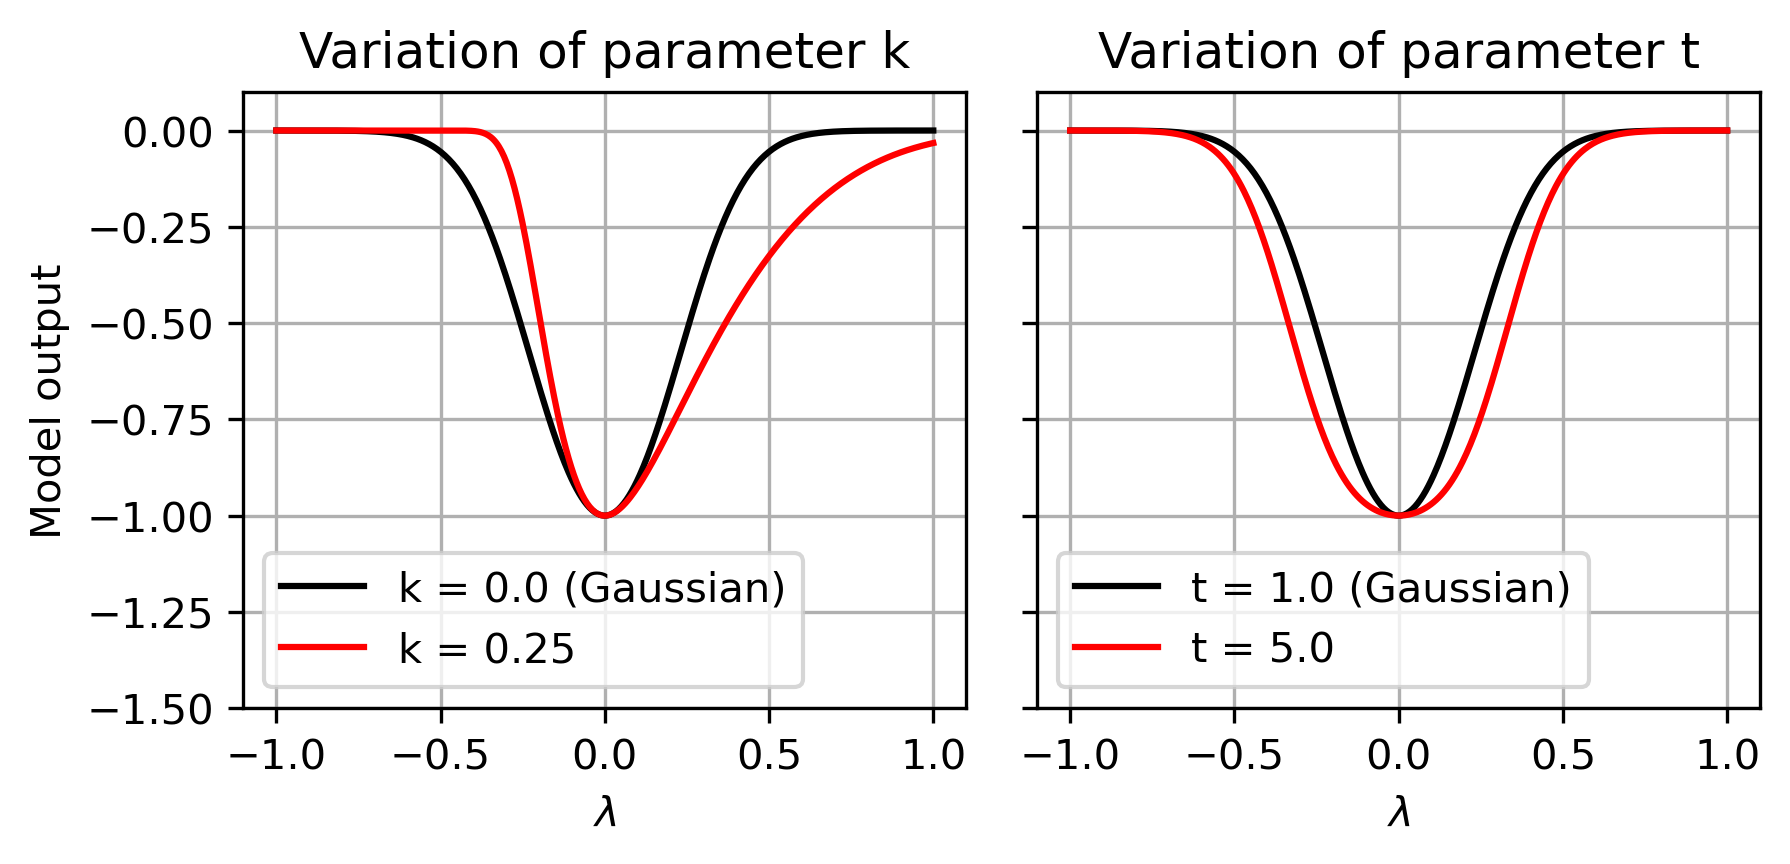 Variation of parameter k
Variation of parameter t
Model output
0.00
−0.25
−0.50
−0.75
−1.00
−1.25
−1.50
k = 0.0 (Gaussian)
k = 0.25
−1.0 −0.5 0.0 0.5 1.0
λ
t = 1.0 (Gaussian)
t = 5.0
−1.0 −0.5 0.0 0.5 1.0
λ